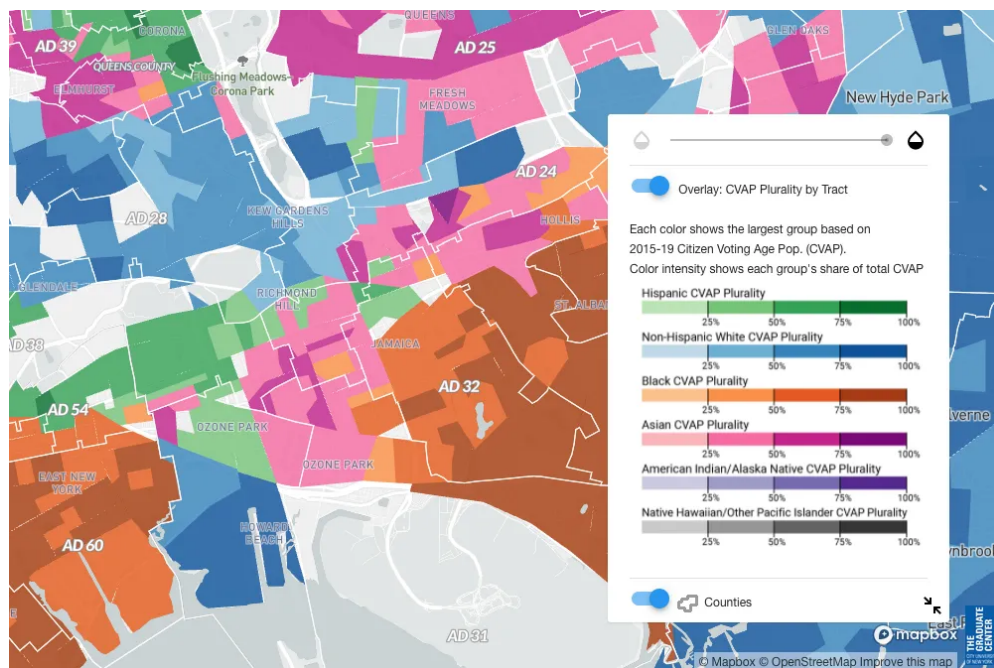 CORONA
QUEENS
AD 39
AD 25
GLEN OAKS
QUEENS COUNTY
Flushing Meadows-
Corona Park
ELMHURST
FRESH
MEADOWS
New Hyde Park
AD 24
AD 28
KEW GARDENS
HILLS
HOLLIS
GLENDALE
RICHMOND
HILL
ST. ALBA
AD 38
JAMAICA
AD 32
AD 54
OZONE PARK
OZONE PARK
EAST NEW
YORK
HOWARD
BEACH
AD 60
AD 31
E
lverne
ynbrook
East R
Overlay: CVAP Plurality by Tract
Each color shows the largest group based on
2015-19 Citizen Voting Age Pop. (CVAP).
Color intensity shows each group's share of total CVAP
Hispanic CVAP Plurality
25% 50% 75% 100%
Non-Hispanic White CVAP Plurality
25% 50% 75% 100%
Black CVAP Plurality
25% 50% 75% 100%
Asian CVAP Plurality
25% 50% 75% 100%
American Indian/Alaska Native CVAP Plurality
25% 50% 75% 100%
Native Hawaiian/Other Pacific Islander CVAP Plurality
25% 50% 75% 100%
Counties
mapbox
© Mapbox © OpenStreetMap Improve this map
THE
GRADUATE
CENTER